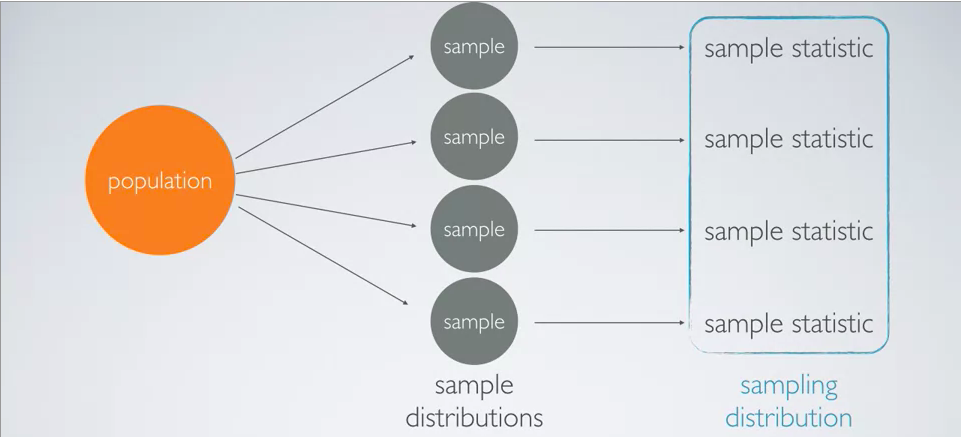 sample
sample statistic
sample
sample statistic
population
sample
sample statistic
sample
sample statistic
sample
distributions
sampling
distribution